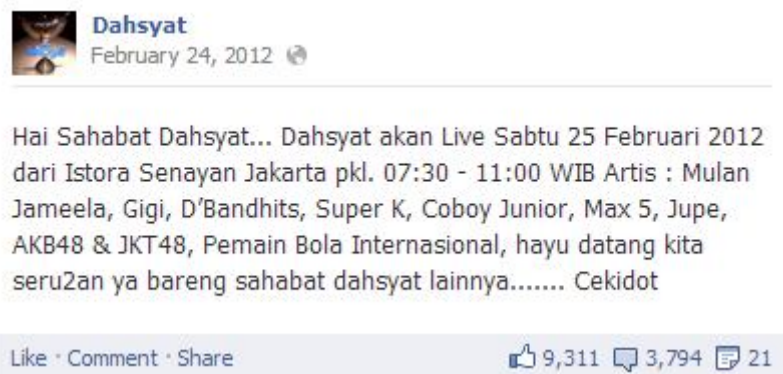 Dahsyat
February 24, 2012
Hai Sahabat Dahsyat... Dahsyat akan Live Sabtu 25 Februari 2012
dari Istora Senayan Jakarta pkl. 07:30 - 11:00 WIB Artis : Mulan
Jameela, Gigi, D'Bandhits, Super K, Coboy Junior, Max 5, Jupe,
AKB48 & JKT48, Pemain Bola Internasional, hayu datang kita
seru2an ya bareng sahabat dahsyat lainnya....... Cekidot
Like · Comment · Share 9,311 3,794 21